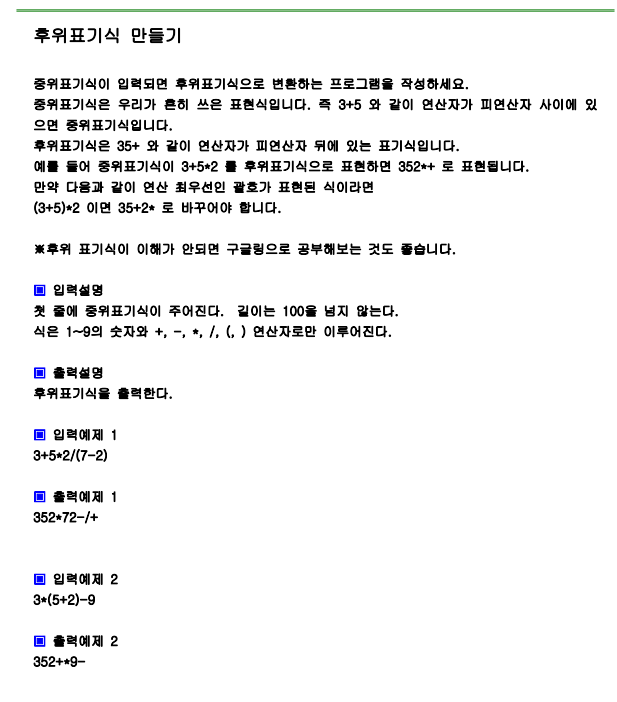 후위표기식 만들기
중위표기식이 입력되면 후위표기식으로 변환하는 프로그램을 작성하세요.
중위표기식은 우리가 흔히 쓰은 표현식입니다. 즉 3+5 와 같이 연산자가 피연산자 사이에 있
으면 중위표기식입니다.
후위표기식은 35+ 와 같이 연산자가 피연산자 뒤에 있는 표기식입니다.
예를 들어 중위표기식이 3+5*2 를 후위표기식으로 표현하면 352*+ 로 표현됩니다.
만약 다음과 같이 연산 최우선인 괄호가 표현된 식이라면
(3+5)*2 이면 35+2* 로 바꾸어야 합니다.
※후위 표기식이 이해가 안되면 구글링으로 공부해보는 것도 좋습니다.
▣ 입력설명
첫 줄에 중위표기식이 주어진다. 길이는 100을 넘지 않는다.
식은 1~9의 숫자와 +, -, *, /, (, ) 연산자로만 이루어진다.
▣ 출력설명
후위표기식을 출력한다.
▣ 입력예제 1
3+5*2/(7-2)
▣ 출력예제 1
352*72-/+
▣ 입력예제 2
3*(5+2)-9
▣ 출력예제 2
352+*9-